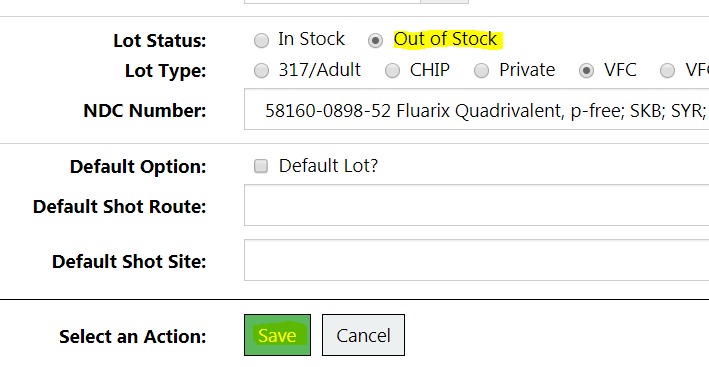 Lot Status: In Stock Out of Stock
Lot Type: 317/Adult CHIP Private VFC VF
NDC Number: 58160-0898-52 Fluarix Quadrivalent, p-free; SKB; SYR;
Default Option: Default Lot?
Default Shot Route:
Default Shot Site:
Select an Action: Save Cancel